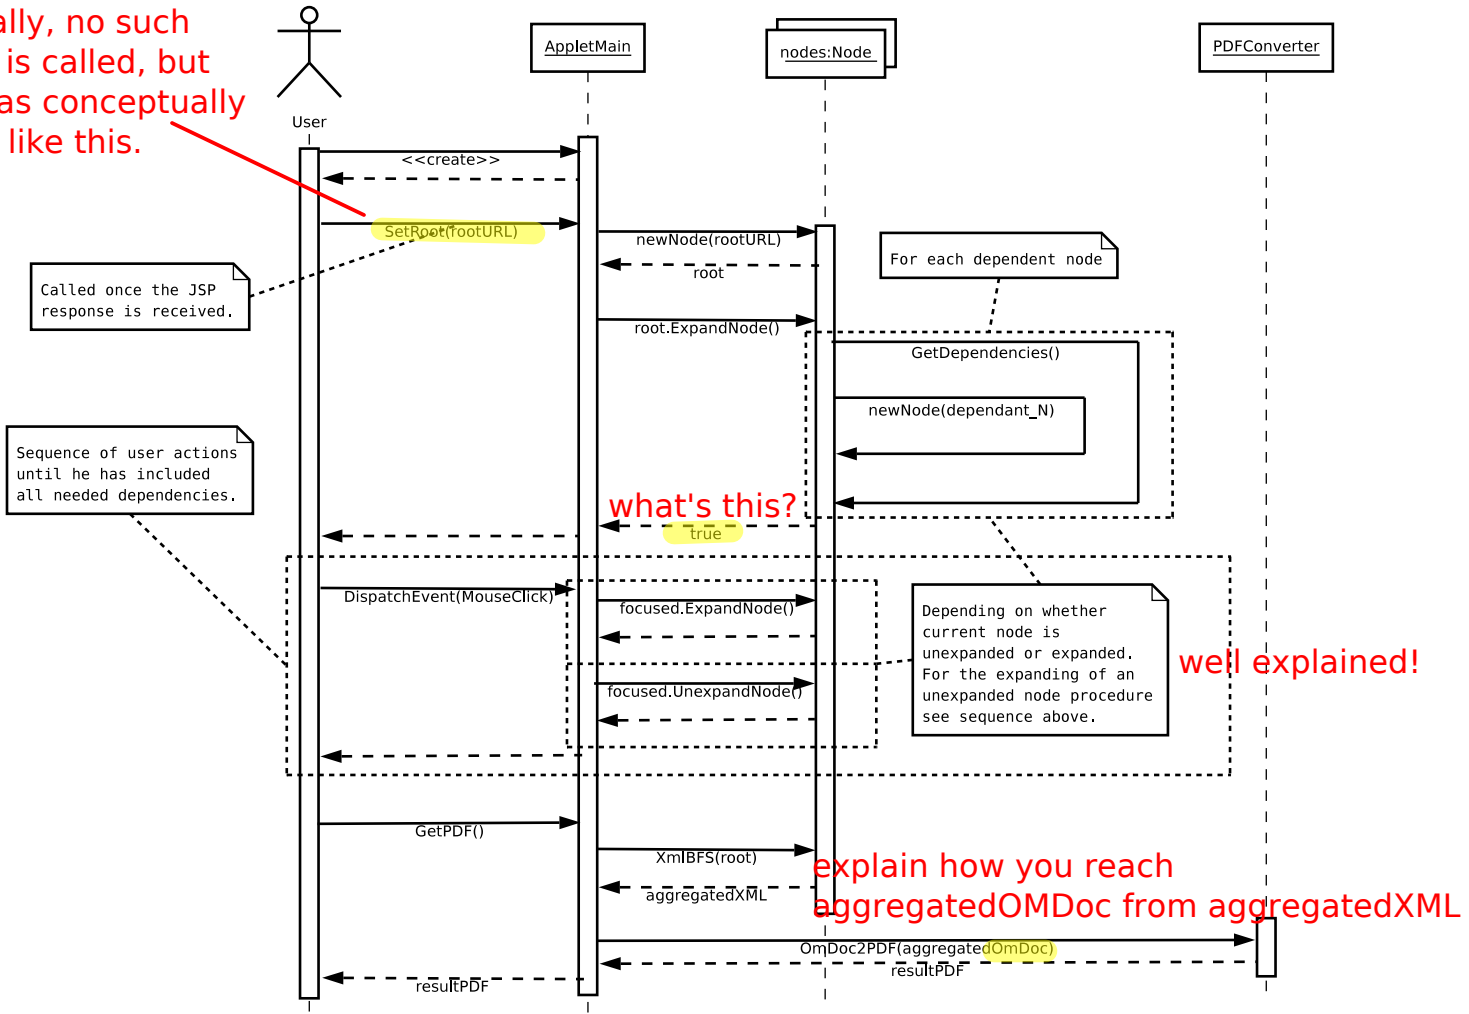 ally, no such
is called, but
as conceptually
like this.
User
AppletMain
nodes:Node
PDFConverter
<<create>>
SetRoot(rootURL)
newNode(rootURL)
root
For each dependent node
Called once the JSP
response is received.
root.ExpandNode()
GetDependencies()
newNode(dependant_N)
Sequence of user actions
until he has included
all needed dependencies.
what's this?
true
DispatchEvent(MouseClick)
focused.ExpandNode()
focused.UnexpandNode()
Depending on whether
current node is
unexpanded or expanded.
For the expanding of an
unexpanded node procedure
see sequence above.
well explained!
GetPDF()
XmlBFS(root)
aggregatedXML
explain how you reach
aggregatedOMDoc from aggregatedXML
OmDoc2PDF(aggregatedOmDoc)
resultPDF
resultPDF